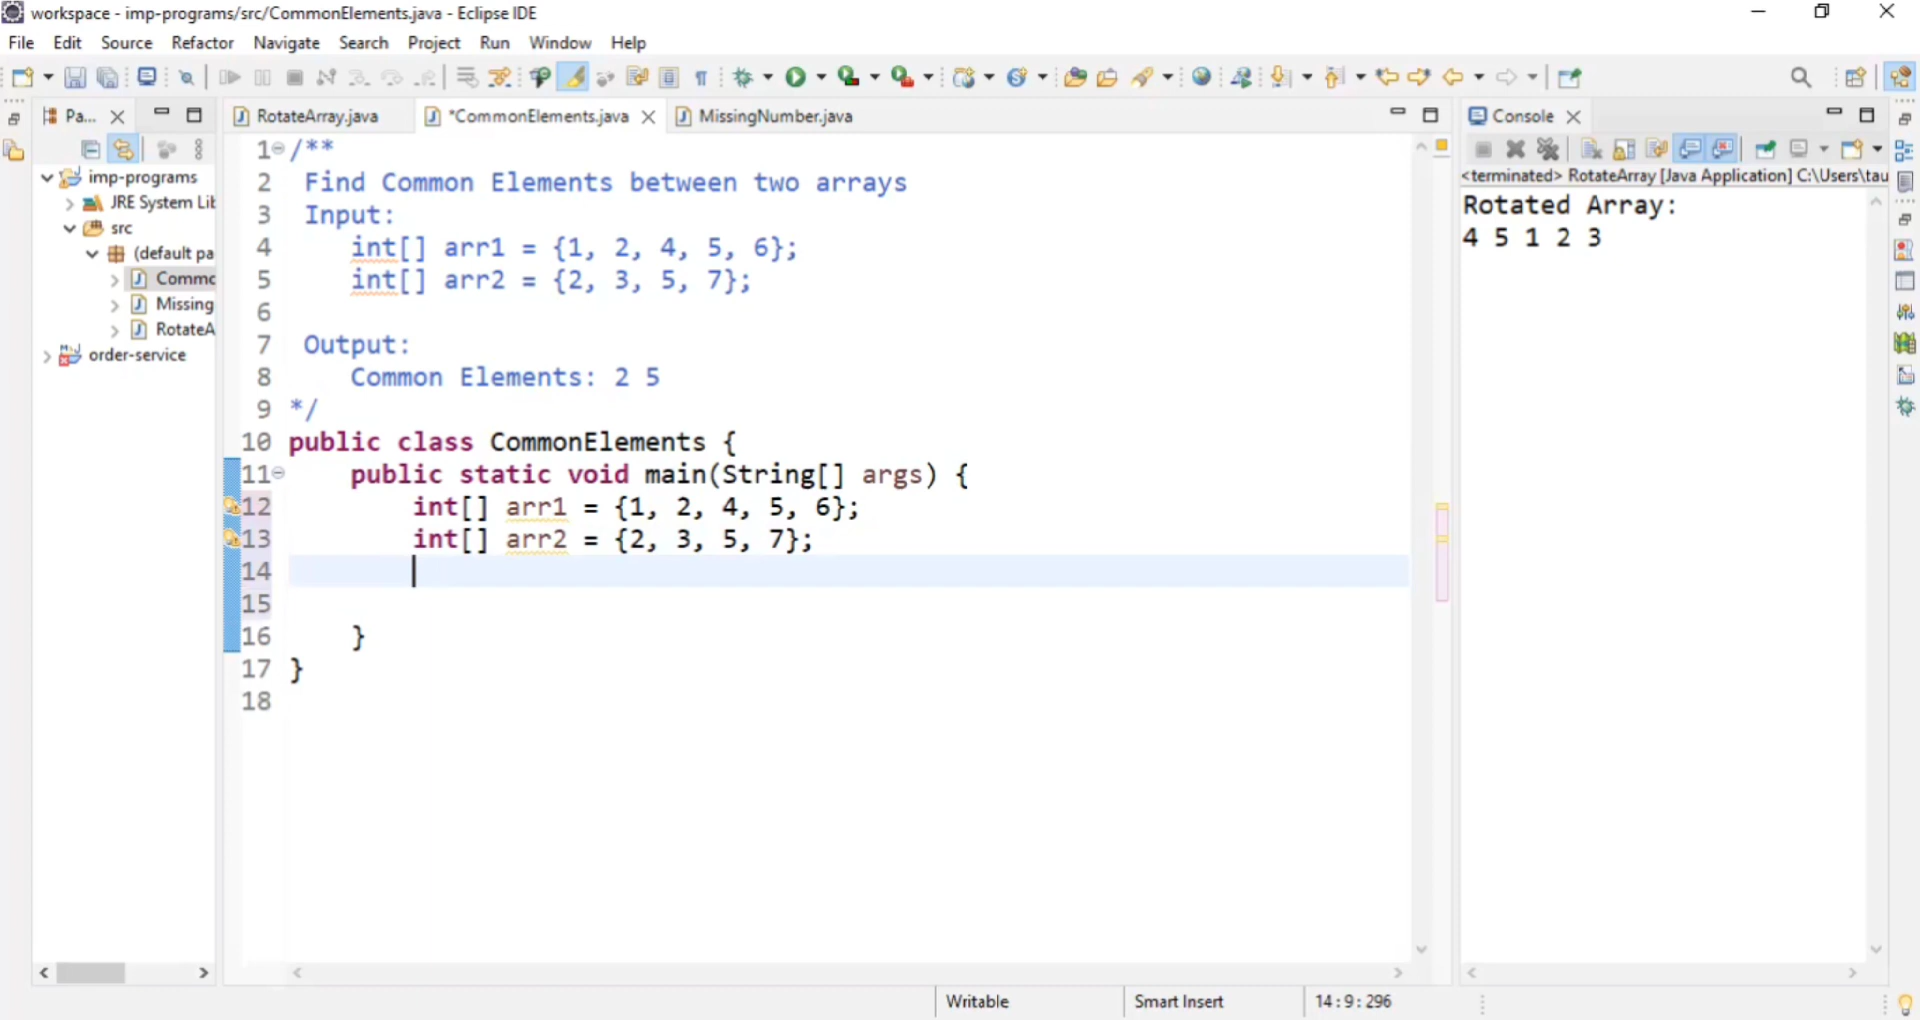 workspace - imp-programs/src/CommonElements.java - Eclipse IDE
File Edit Source Refactor Navigate Search Project Run Window Help
Pa...
imp-programs
JRE System Lib
src
(default pa
Commo
Missing
RotateA
order-service
RotateArray.java *CommonElements.java MissingNumber.java
1 /**
2 Find Common Elements between two arrays
3 Input:
4 int[] arr1 = {1, 2, 4, 5, 6};
5 int[] arr2 = {2, 3, 5, 7};
6
7 Output:
8 Common Elements: 2 5
9 */
10 public class CommonElements {
11 public static void main(String[] args) {
12 int[] arr1 = {1, 2, 4, 5, 6};
13 int[] arr2 = {2, 3, 5, 7};
14
15
16 }
17 }
18
Console
<terminated> RotateArray [Java Application] C:\Users\tau
Rotated Array:
4 5 1 2 3
Writable Smart Insert 14:9:296